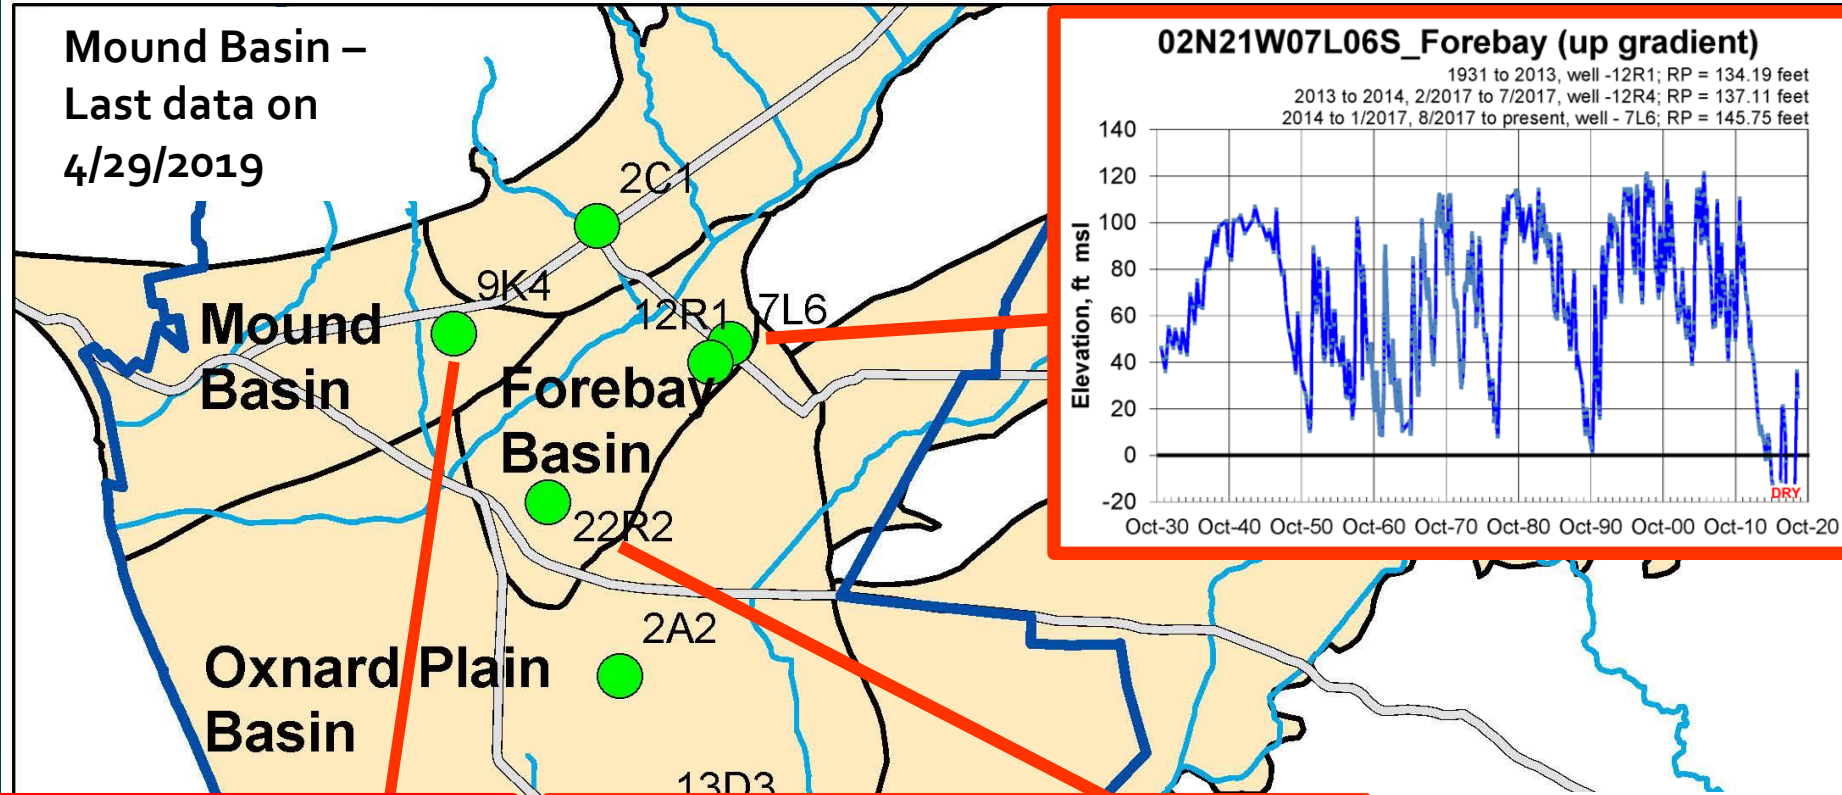 Mound Basin –
Last data on
4/29/2019
2C1
9K4
12R1
7L6
Mound
Basin
Forebay
Basin
22R2
2A2
Oxnard Plain
Basin
13D3
02N21W07L06S_Forebay (up gradient)
1931 to 2013, well -12R1; RP = 134.19 feet
2013 to 2014, 2/2017 to 7/2017, well -12R4; RP = 137.11 feet
2014 to 1/2017, 8/2017 to present, well - 7L6; RP = 145.75 feet
Elevation, ft msl
140
120
100
80
60
40
20
0
-20
DRY
Oct-30 Oct-40 Oct-50 Oct-60 Oct-70 Oct-80 Oct-90 Oct-00 Oct-10 Oct-20